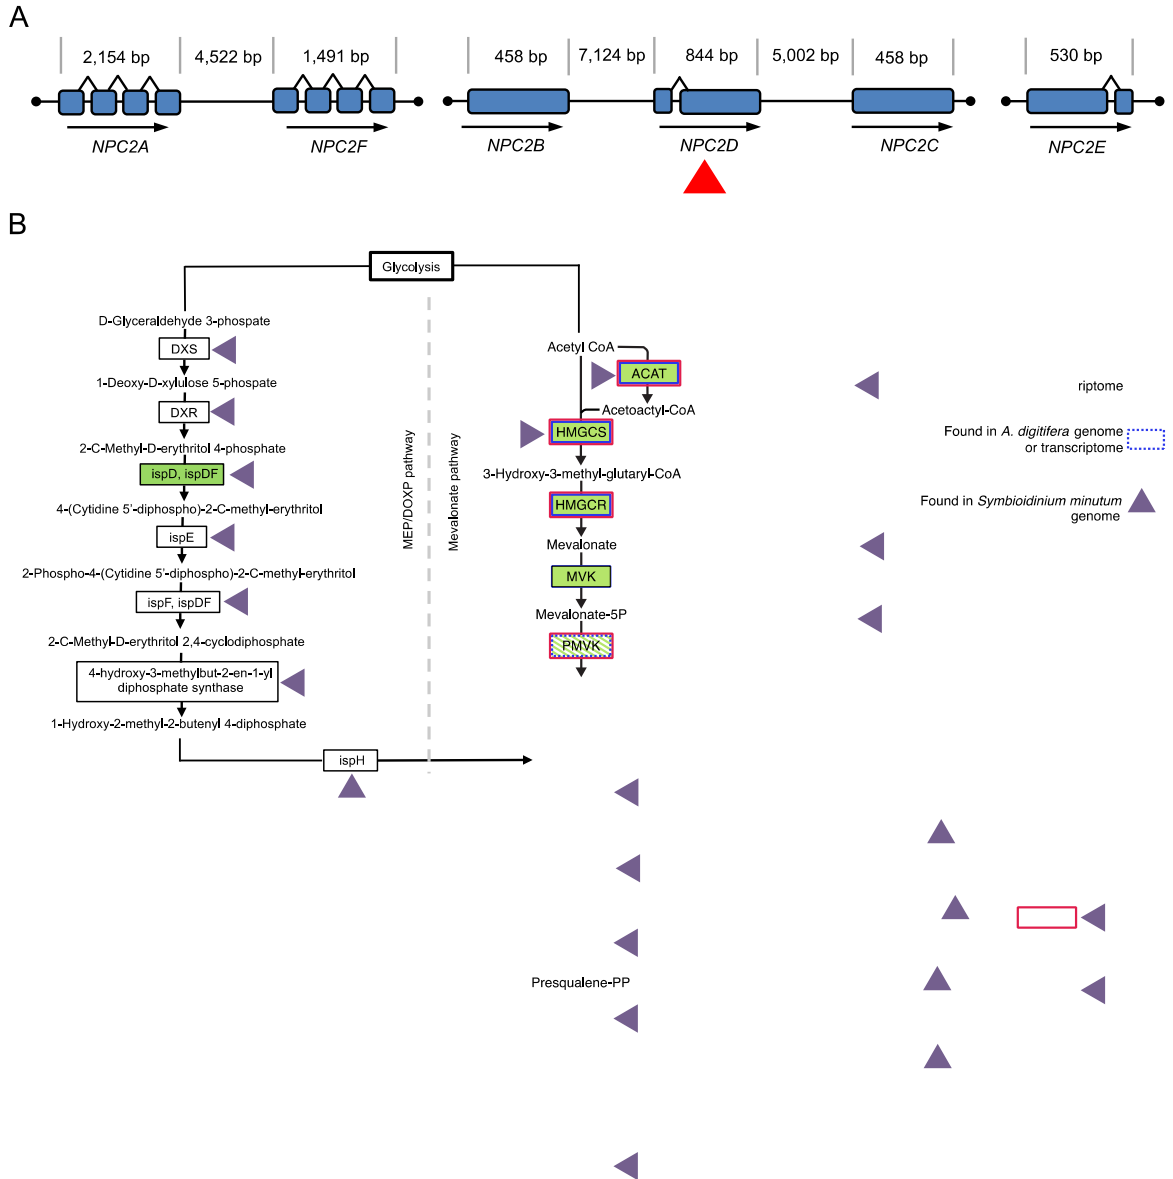 A
2,154 bp
4,522 bp
1,491 bp
458 bp
7,124 bp
844 bp
5,002 bp
458 bp
530 bp
NPC2A
NPC2F
NPC2B
NPC2D
NPC2C
NPC2E
B
Glycolysis
D-Glyceraldehyde 3-phospate
DXS
1-Deoxy-D-xylulose 5-phospate
DXR
2-C-Methyl-D-erythritol 4-phosphate
ispD, ispDF
4-(Cytidine 5'-diphospho)-2-C-methyl-erythritol
ispE
2-Phospho-4-(Cytidine 5'-diphospho)-2-C-methyl-erythritol
ispF, ispDF
2-C-Methyl-D-erythritol 2,4-cyclodiphosphate
4-hydroxy-3-methylbut-2-en-1-yl
diphosphate synthase
1-Hydroxy-2-methyl-2-butenyl 4-diphosphate
ispH
MEP/DOXP pathway
Mevalonate pathway
Acetyl CoA
ACAT
Acetoactyl-CoA
HMGCS
3-Hydroxy-3-methyl-glutaryl-CoA
HMGCR
Mevalonate
MVK
Mevalonate-5P
PMVK
riptome
Found in A. digitifera genome
or transcriptome
Found in Symbioidinium minutum
genome
Presqualene-PP